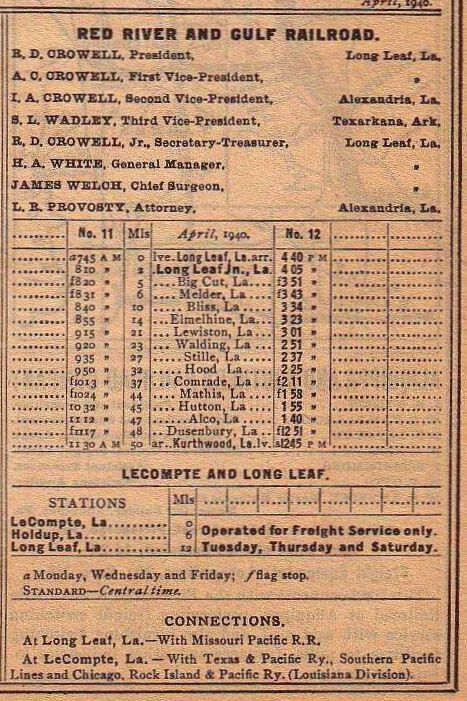 April, 1940.
RED RIVER AND GULF RAILROAD.
R. D. CROWELL, President, Long Leaf, La.
A. C. CROWELL, First Vice-President, "
I. A. CROWELL, Second Vice-President, Alexandria, La.
S. L. WADLEY, Third Vice-President, Texarkana, Ark.
R. D. CROWELL, Jr., Secretary-Treasurer, Long Leaf, La.
H. A. WHITE, General Manager, "
JAMES WELCH, Chief Surgeon, "
L. R. PROVOSTY, Attorney, Alexandria, La.
No. 11 Mls April, 1940. No. 12
a7 45 A M 0 lve. Long Leaf, La. arr. 4 40 P M
8 10 " 2 .Long Leaf Jn., La. 4 05 "
f8 20 " 5 ....Big Cut, La.... f3 51 "
f8 31 " 6 ....Melder, La.... f3 43 "
8 40 " 10 .....Bliss, La..... 3 34 "
8 55 " 14 ...Elmelhine, La... 3 23 "
9 15 " 21 ...Lewiston, La... 3 01 "
9 20 " 23 ...Walding, La... 2 51 "
9 35 " 27 .....Stille, La..... 2 37 "
9 50 " 32 .....Hood La..... 2 25 "
f10 13 " 37 ...Comrade, La... f2 11 "
f10 24 " 44 ....Mathis, La.... f1 58 "
10 32 " 45 ....Hutton, La.... 1 55 "
11 12 " 47 .....Alco, La..... 1 40 "
f11 17 " 48 ..Dusenbury, La.. f12 51 "
11 30 A M 50 ar..Kurthwood, La.lv. a12 45 P M
LECOMPTE AND LONG LEAF.
STATIONS Mls
LeCompte, La........... 0
Holdup, La............. 6 Operated for Freight Service only.
Long Leaf, La.......... 12 Tuesday, Thursday and Saturday.
a Monday, Wednesday and Friday; f flag stop.
STANDARD—Central time.
CONNECTIONS.
At Long Leaf, La.—With Missouri Pacific R.R.
At LeCompte, La. — With Texas & Pacific Ry., Southern Pacific
Lines and Chicago, Rock Island & Pacific Ry. (Louisiana Division).